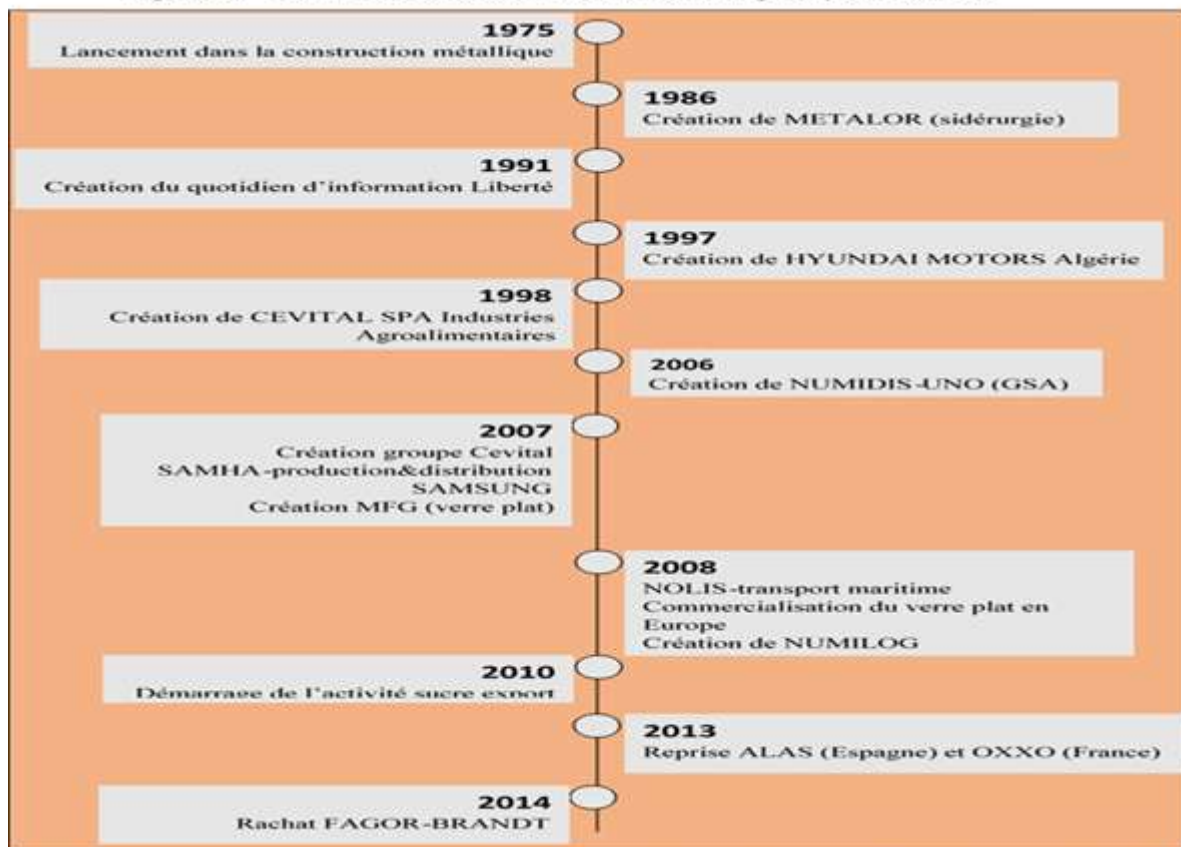 1975
Lancement dans la construction métallique
1986
Création de METALOR (sidérurgie)
1991
Création du quotidien d'information Liberté
1997
Création de HYUNDAI MOTORS Algérie
1998
Création de CEVITAL SPA Industries
Agroalimentaires
2006
Création de NUMIDIS-UNO (GSA)
2007
Création groupe Cevital
SAMHA-production&distribution
SAMSUNG
Création MFG (verre plat)
2008
NOLIS-transport maritime
Commercialisation du verre plat en
Europe
Création de NUMILOG
2010
Démarrage de l'activité sucre export
2013
Reprise ALAS (Espagne) et OXXO (France)
2014
Rachat FAGOR-BRANDT